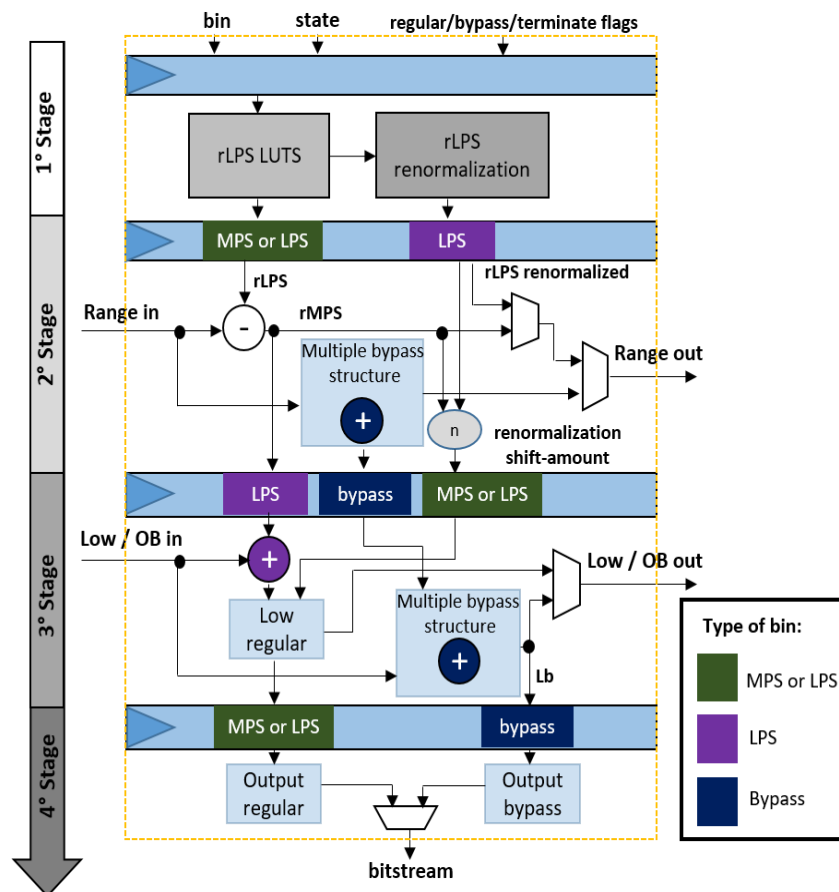 bin
state
regular/bypass/terminate flags
1° Stage
rLPS LUTS
rLPS
renormalization
MPS or LPS
LPS
2° Stage
rLPS
rLPS renormalized
Range in
-
rMPS
Multiple bypass
structure
+
Range out
n
renormalization
shift-amount
LPS
bypass
MPS or LPS
3° Stage
Low / OB in
+
Low / OB out
Low
regular
Multiple bypass
structure
+
Lb
MPS or LPS
bypass
4° Stage
Output
regular
Output
bypass
bitstream
Type of bin:
MPS or LPS
LPS
Bypass